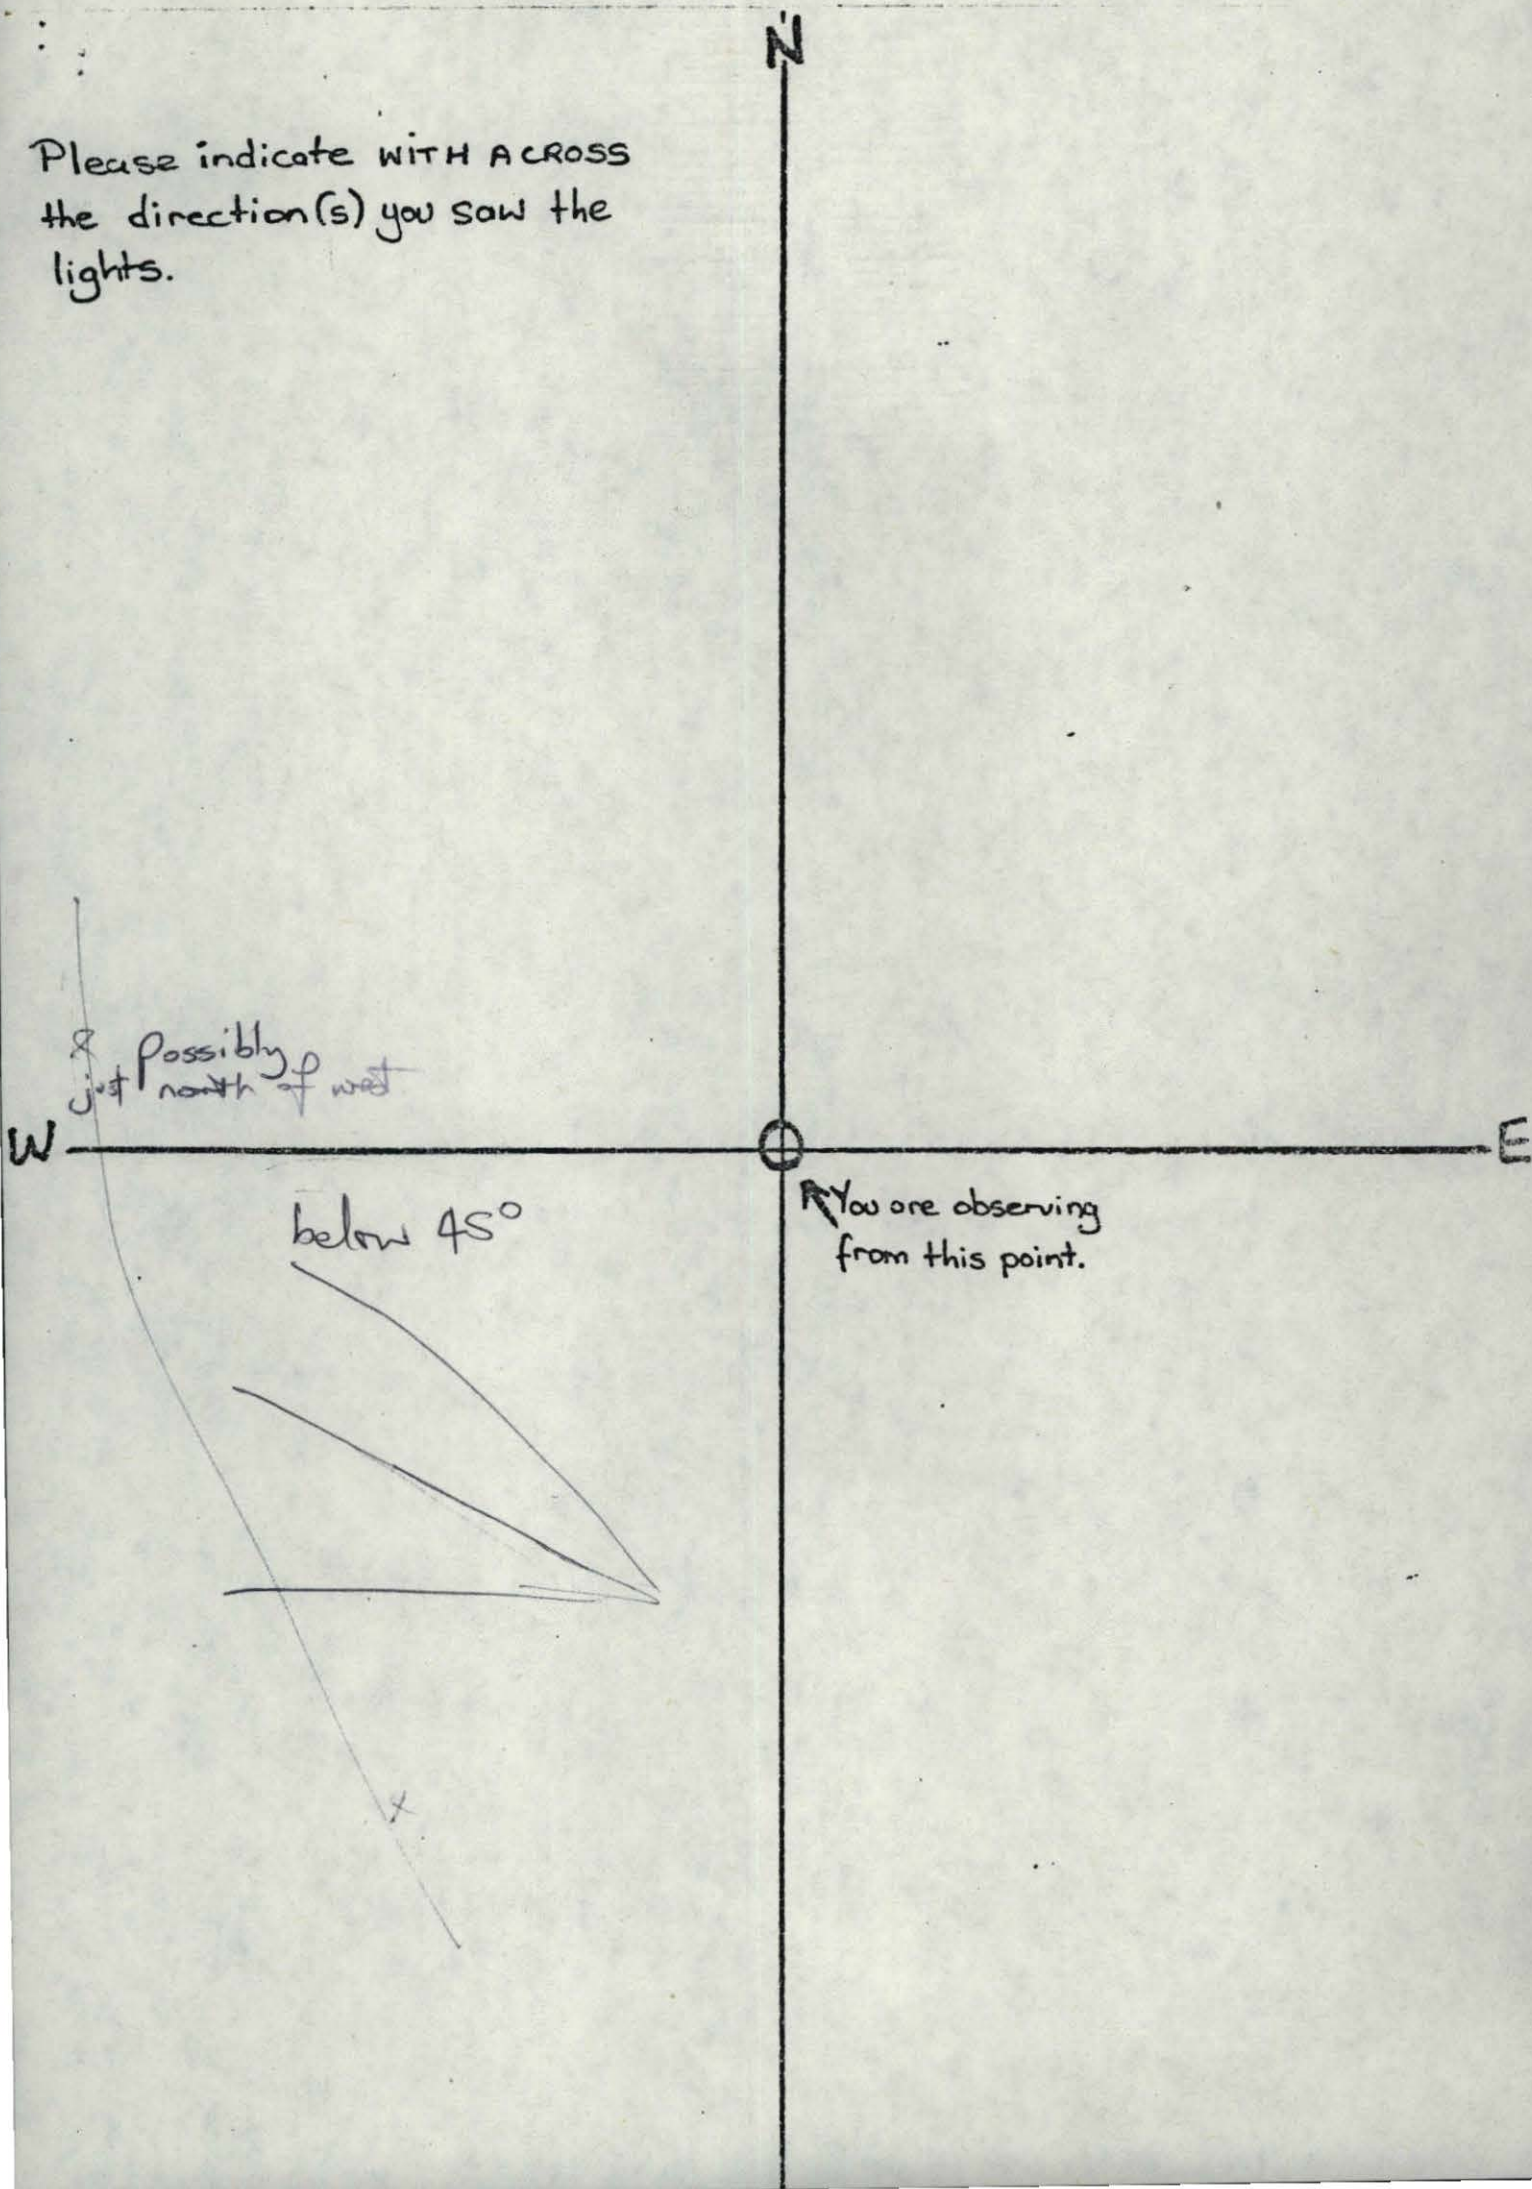 N
Please indicate WITH A CROSS
the direction(s) you saw the
lights.
& possibly
just north of west
W
E
below 45°
You are observing
from this point.
x